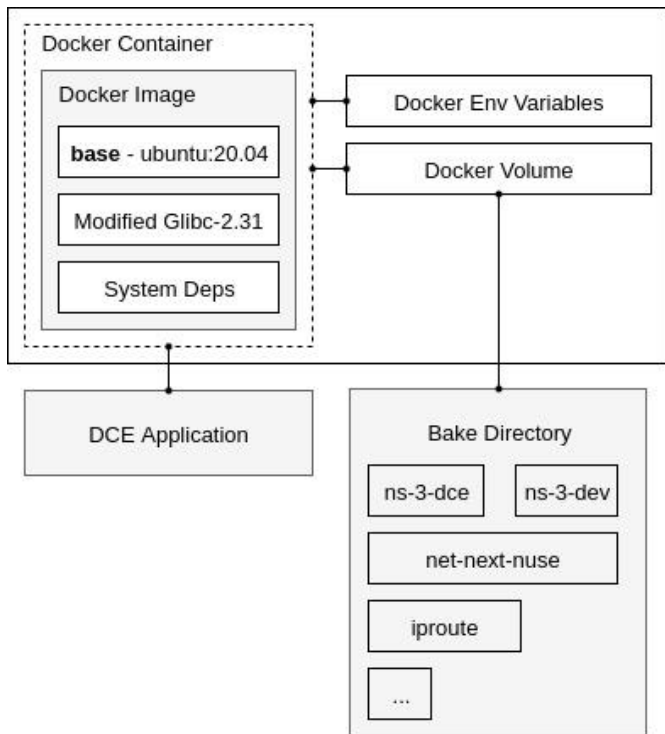 Docker Container
Docker Image
base - ubuntu:20.04
Modified Glibc-2.31
System Deps
Docker Env Variables
Docker Volume
DCE Application
Bake Directory
ns-3-dce
ns-3-dev
net-next-nuse
iproute
...